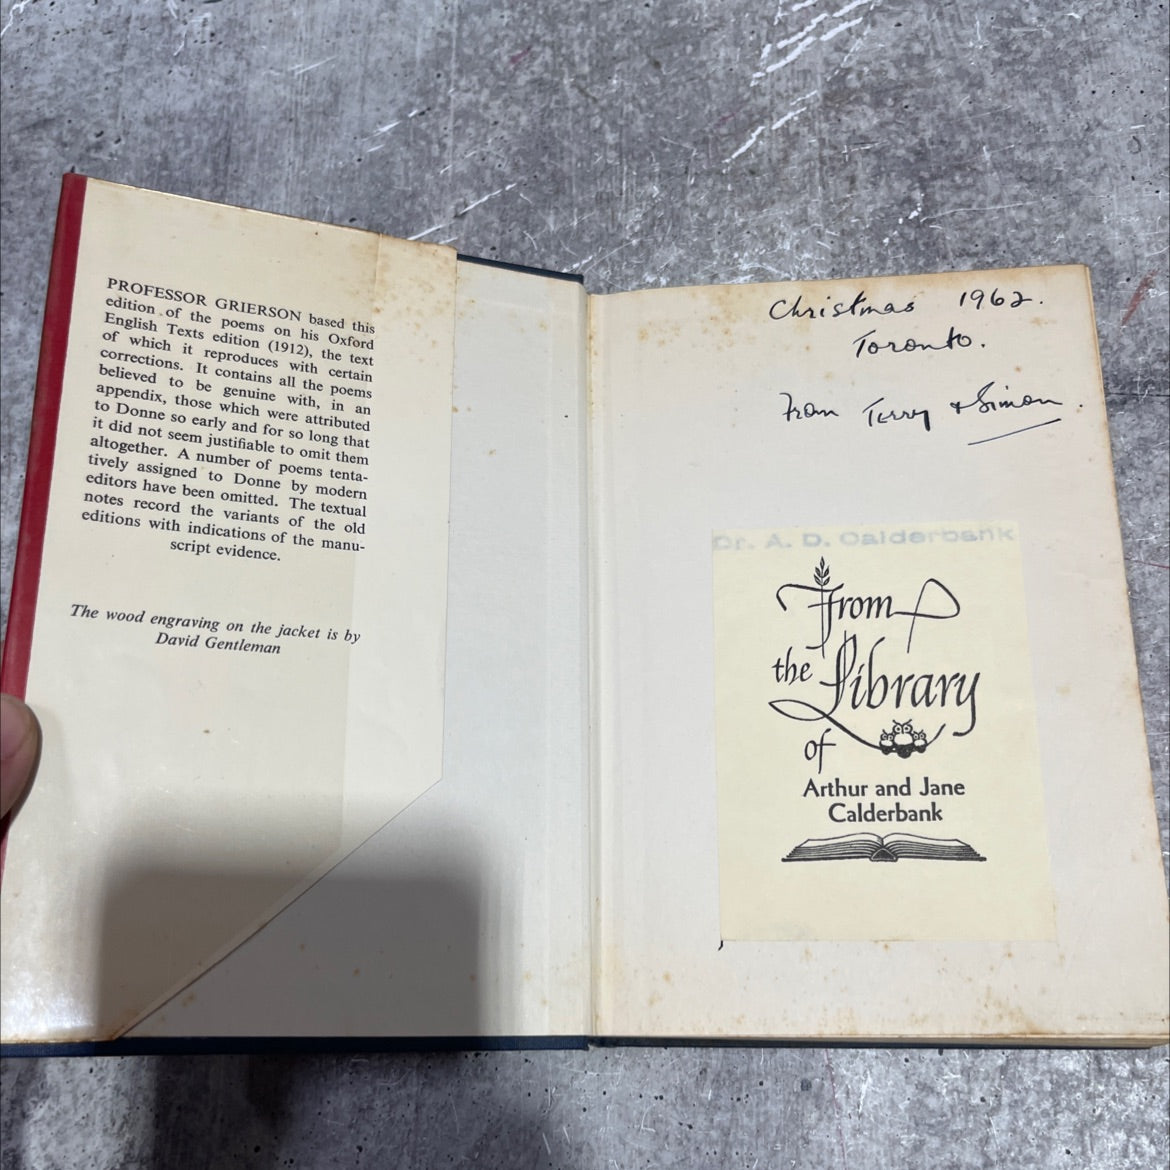 PROFESSOR GRIERSON based this
edition of the poems on his Oxford
English Texts edition (1912), the text
of which it reproduces with certain
corrections. It contains all the poems
believed to be genuine with, in an
appendix, those which were attributed
to Donne so early and for so long that
it did not seem justifiable to omit them
altogether. A number of poems tenta-
tively assigned to Donne by modern
editors have been omitted. The textual
notes record the variants of the old
editions with indications of the manu-
script evidence.
The wood engraving on the jacket is by
David Gentleman
Christmas 1962.
Toronto.
From Terry & Simon.
Dr. A. D. Calderbank
From
the Library
of
Arthur and Jane
Calderbank